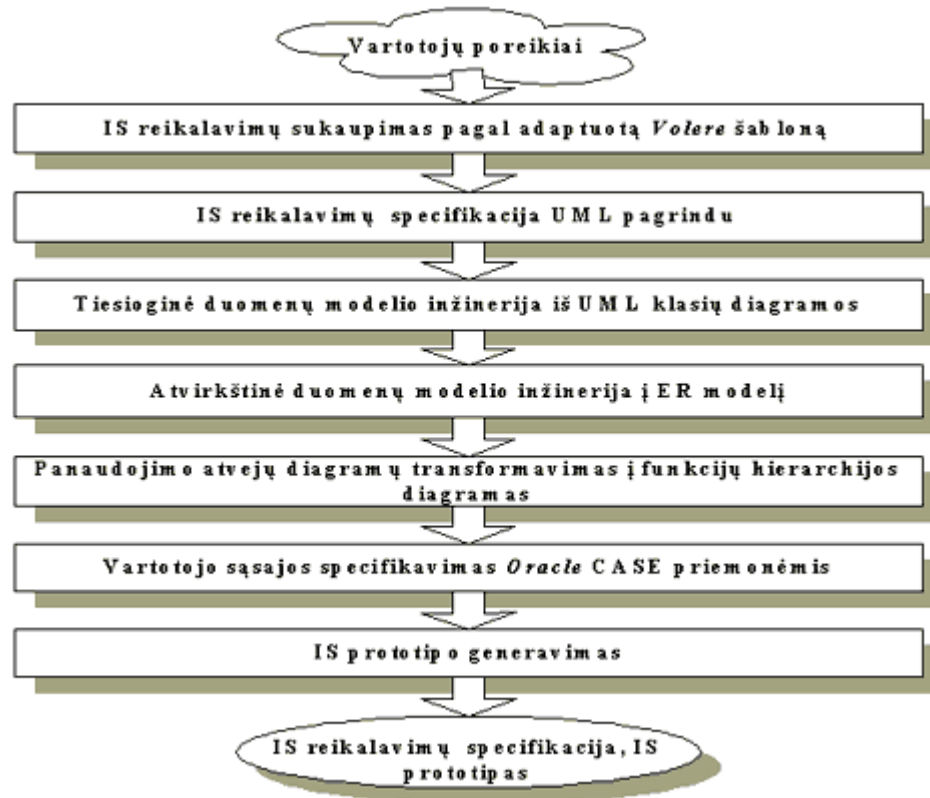 Vartotojų poreikiai
IS reikalavimų sukaupimas pagal adaptuotą Volere šabloną
IS reikalavimų specifikacija UML pagrindu
Tiesioginė duomenų modelio inžinerija iš UML klasių diagramos
Atvirkštinė duomenų modelio inžinerija į ER modelį
Panaudojimo atvejų diagramų transformavimas į funkcijų hierarchijos
diagramas
Vartotojo sąsajos specifikavimas Oracle CASE priemonėmis
IS prototipo generavimas
IS reikalavimų specifikacija, IS
prototipas